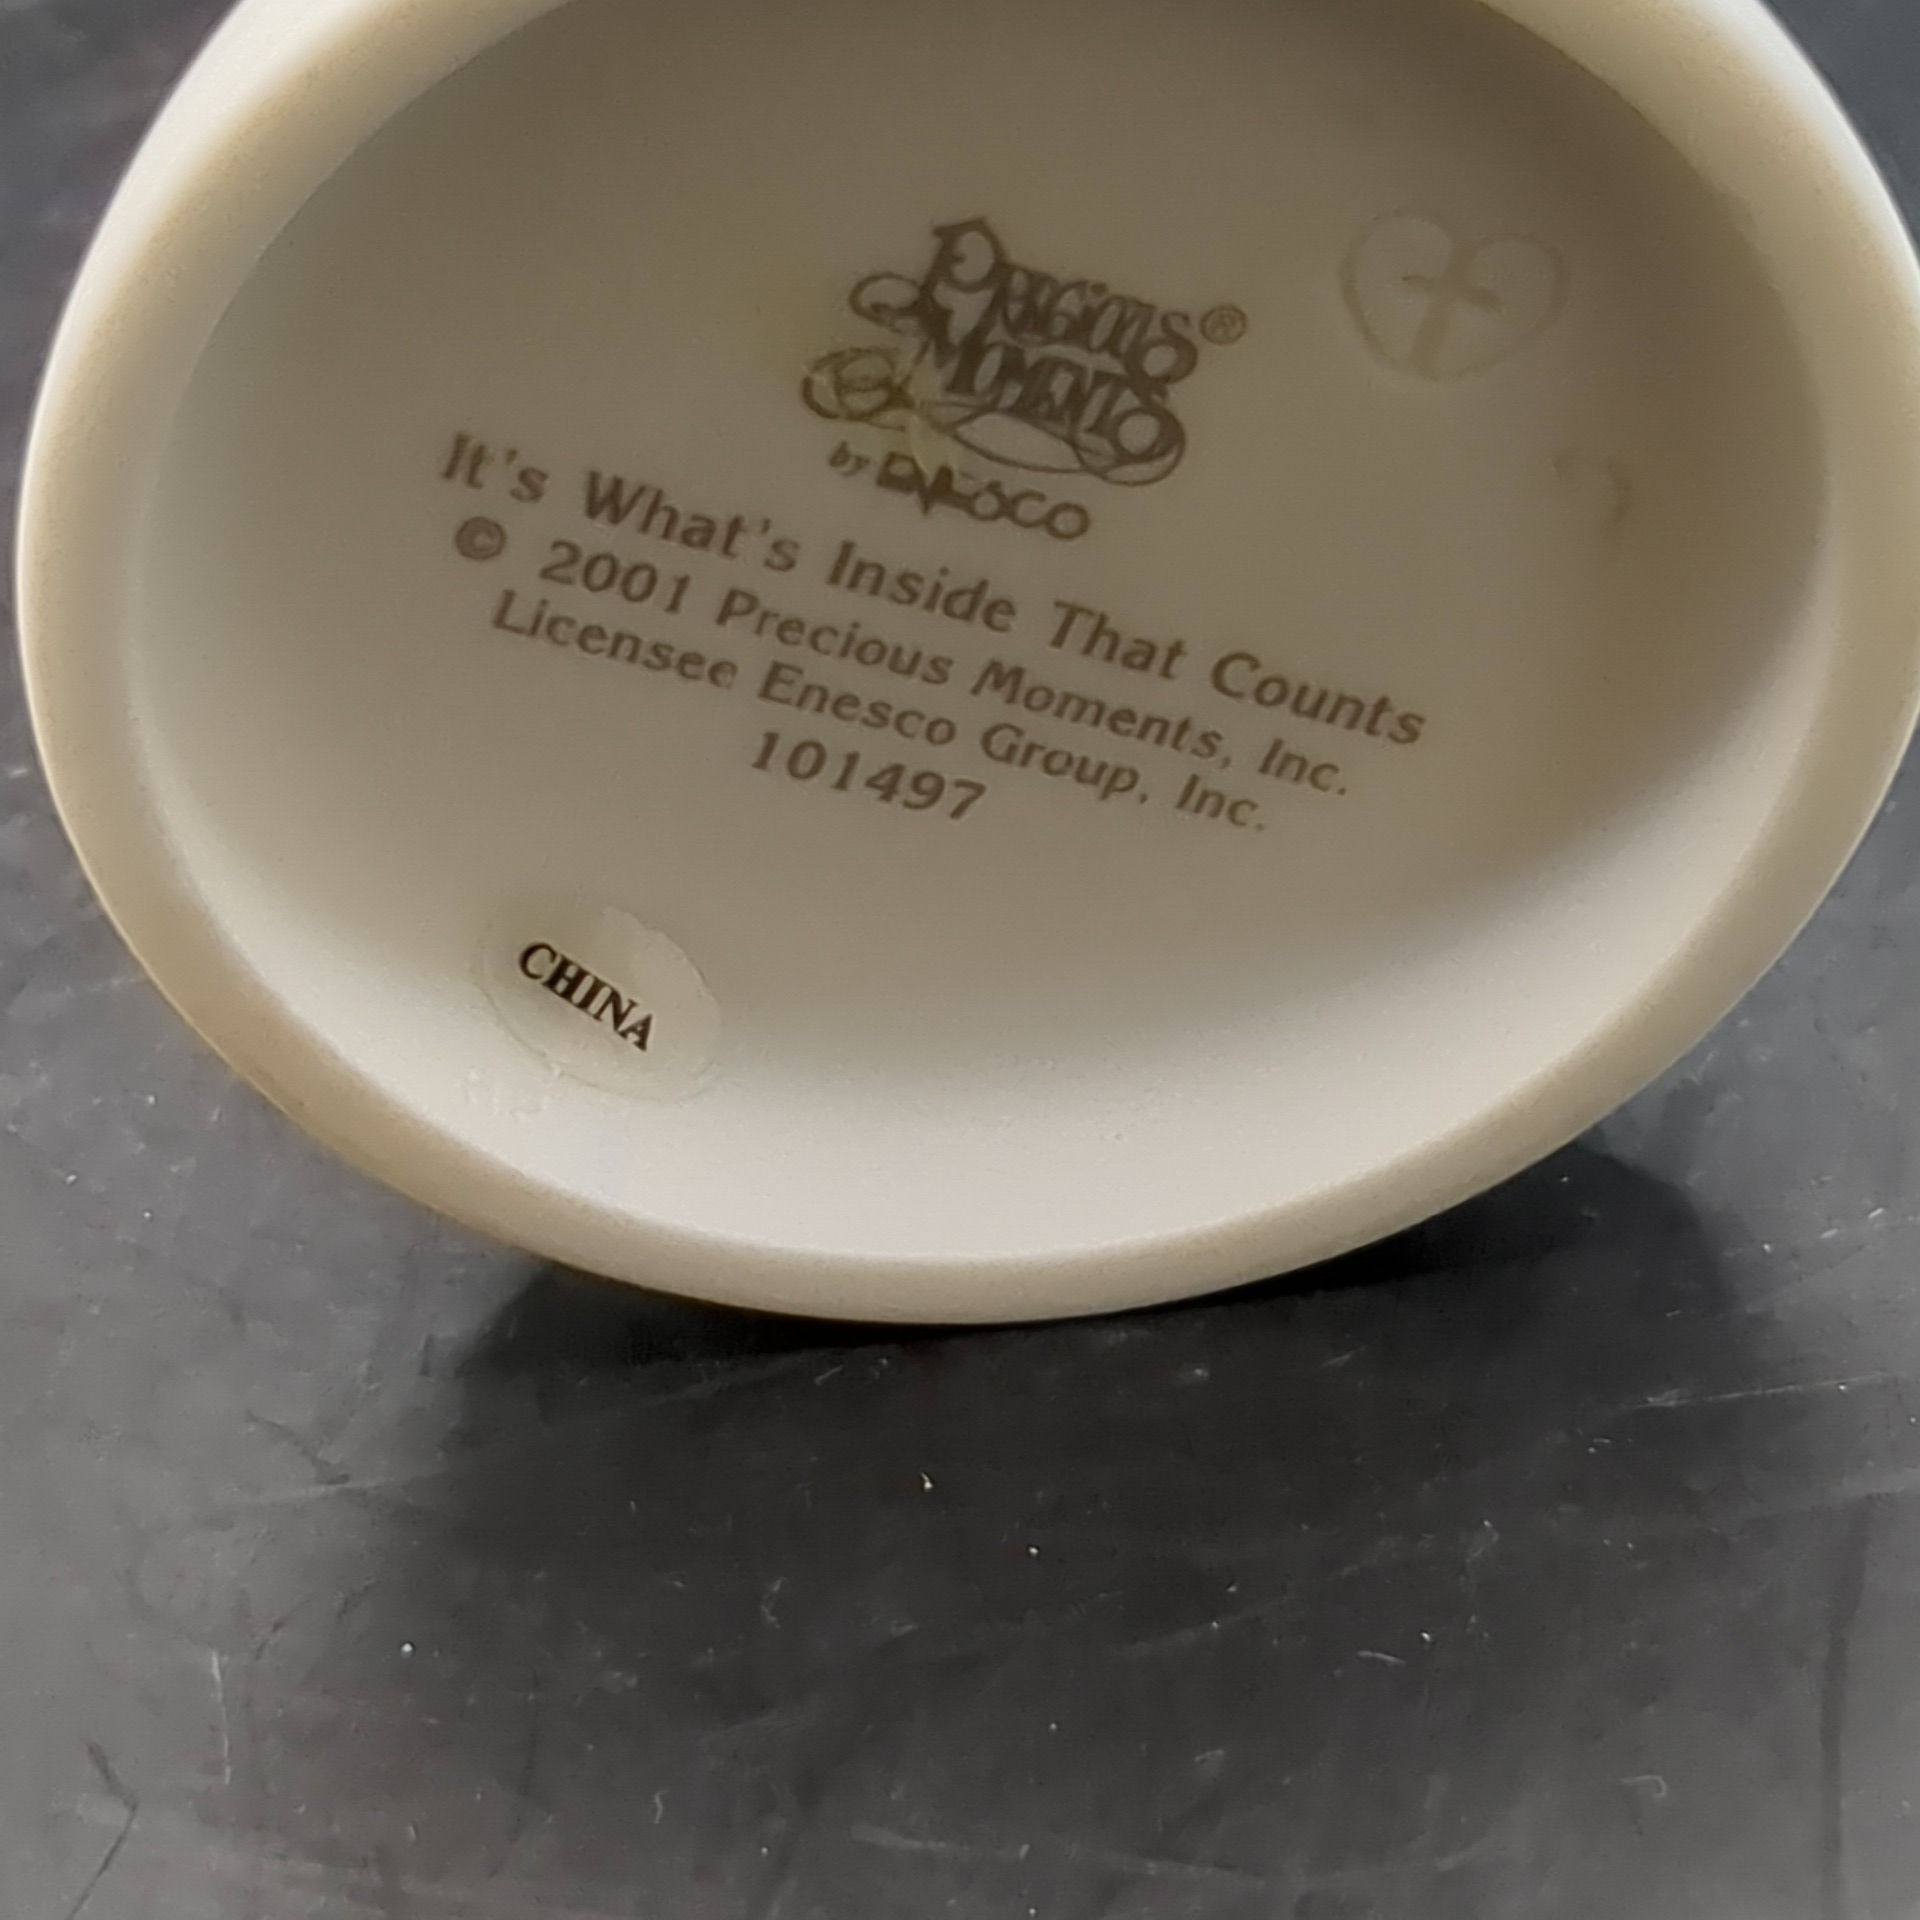 PRECIOUS
MOMENTS®
by ENESCO
It's What's Inside That Counts
© 2001 Precious Moments, Inc.
Licensee Enesco Group, Inc.
101497
CHINA